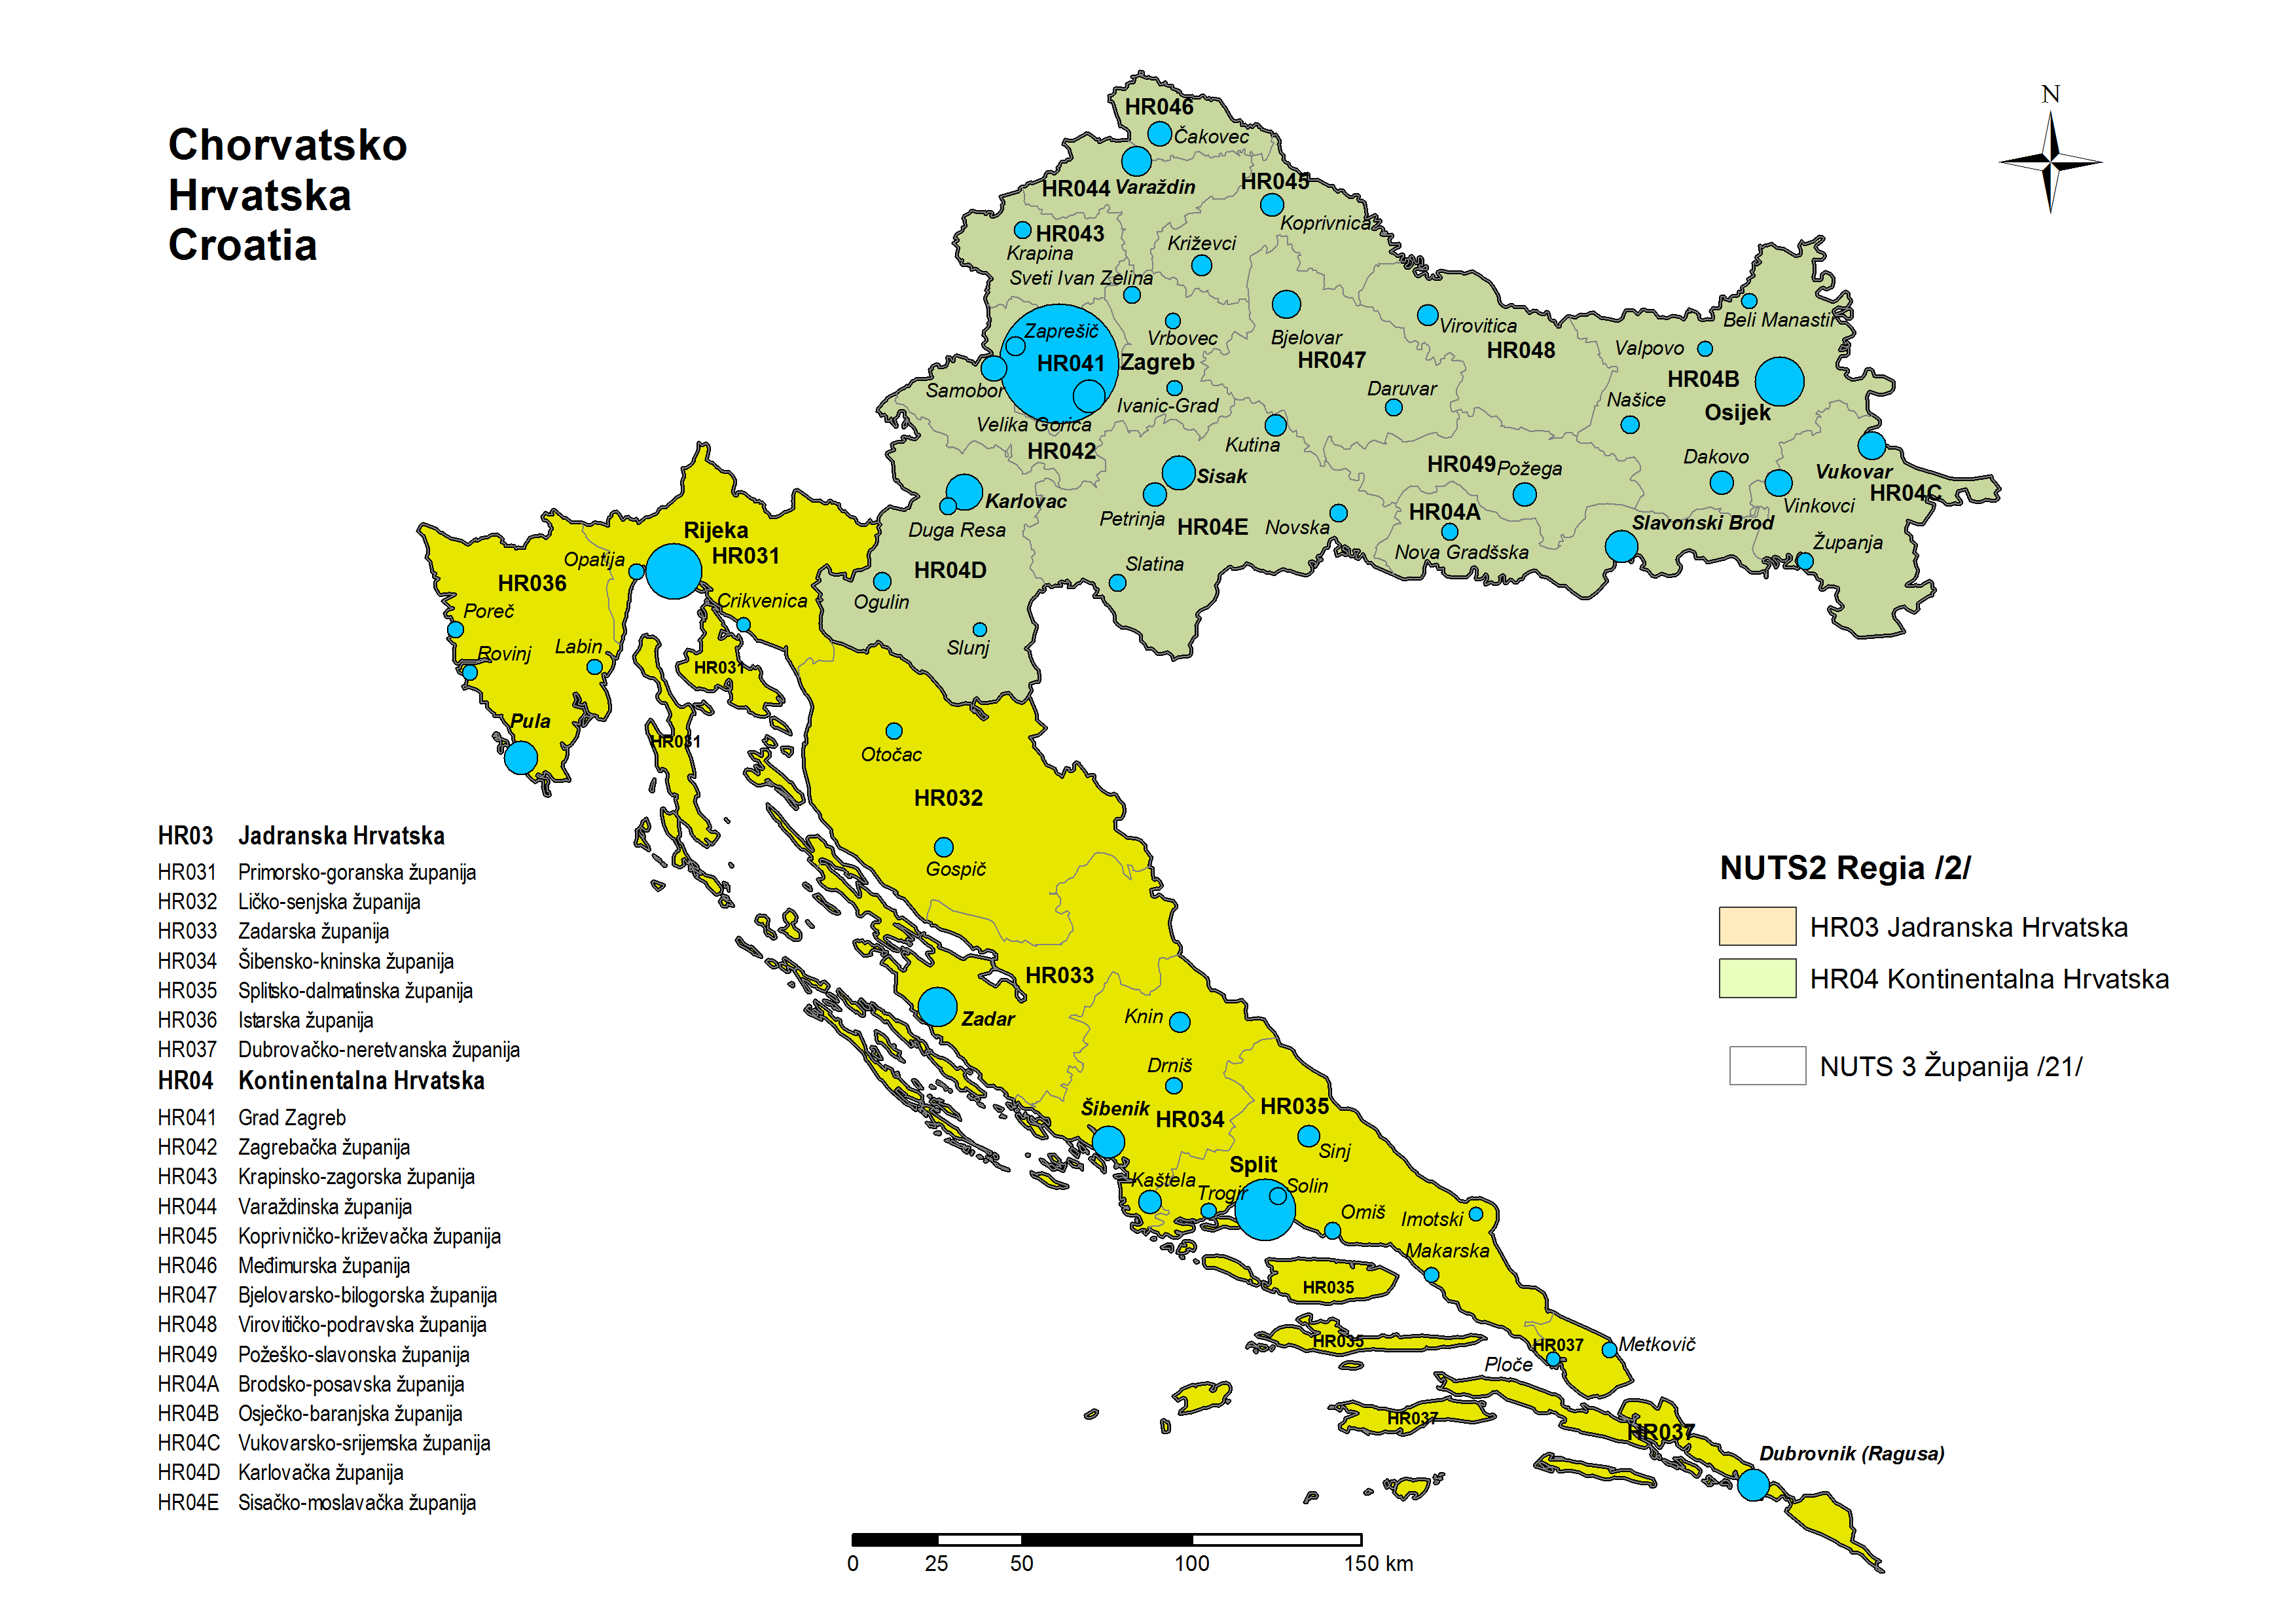 Chorvatsko
Hrvatska
Croatia
N
HR046
Čakovec
HR044
Varaždin
HR045
Koprivnica
HR043
Krapina
Križevci
Sveti Ivan Zelina
Zaprešič
Vrbovec
HR041
Zagreb
Samobor
Ivanic-Grad
Velika Gorica
HR042
Bjelovar
HR047
Daruvar
Virovitica
HR048
Beli Manastir
Valpovo
HR04B
Našice
Osijek
Kutina
Sisak
Petrinja
HR04E
Novska
Slatina
HR049
Požega
HR04A
Nova Gradšska
Dakovo
Vukovar
HR04C
Vinkovci
Slavonski Brod
Županja
Karlovac
Duga Resa
HR04D
Ogulin
Slunj
Rijeka
HR031
Opatija
HR036
Crikvenica
Poreč
Rovinj
Labin
HR031
Pula
HR031
Otočac
HR032
Gospič
HR033
Zadar
Knin
Drniš
Šibenik
HR034
HR035
Sinj
Split
Kaštela
Trogir
Solin
Omiš
Imotski
Makarska
HR035
HR035
HR037
Metkovič
Ploče
HR037
HR037
Dubrovnik (Ragusa)
HR03 Jadranska Hrvatska
HR031 Primorsko-goranska županija
HR032 Ličko-senjska županija
HR033 Zadarska županija
HR034 Šibensko-kninska županija
HR035 Splitsko-dalmatinska županija
HR036 Istarska županija
HR037 Dubrovačko-neretvanska županija
HR04 Kontinentalna Hrvatska
HR041 Grad Zagreb
HR042 Zagrebačka županija
HR043 Krapinsko-zagorska županija
HR044 Varaždinska županija
HR045 Koprivničko-križevačka županija
HR046 Međimurska županija
HR047 Bjelovarsko-bilogorska županija
HR048 Virovitičko-podravska županija
HR049 Požeško-slavonska županija
HR04A Brodsko-posavska županija
HR04B Osječko-baranjska županija
HR04C Vukovarsko-srijemska županija
HR04D Karlovačka županija
HR04E Sisačko-moslavačka županija
NUTS2 Regia /2/
HR03 Jadranska Hrvatska
HR04 Kontinentalna Hrvatska
NUTS 3 Županija /21/
0 25 50 100 150 km